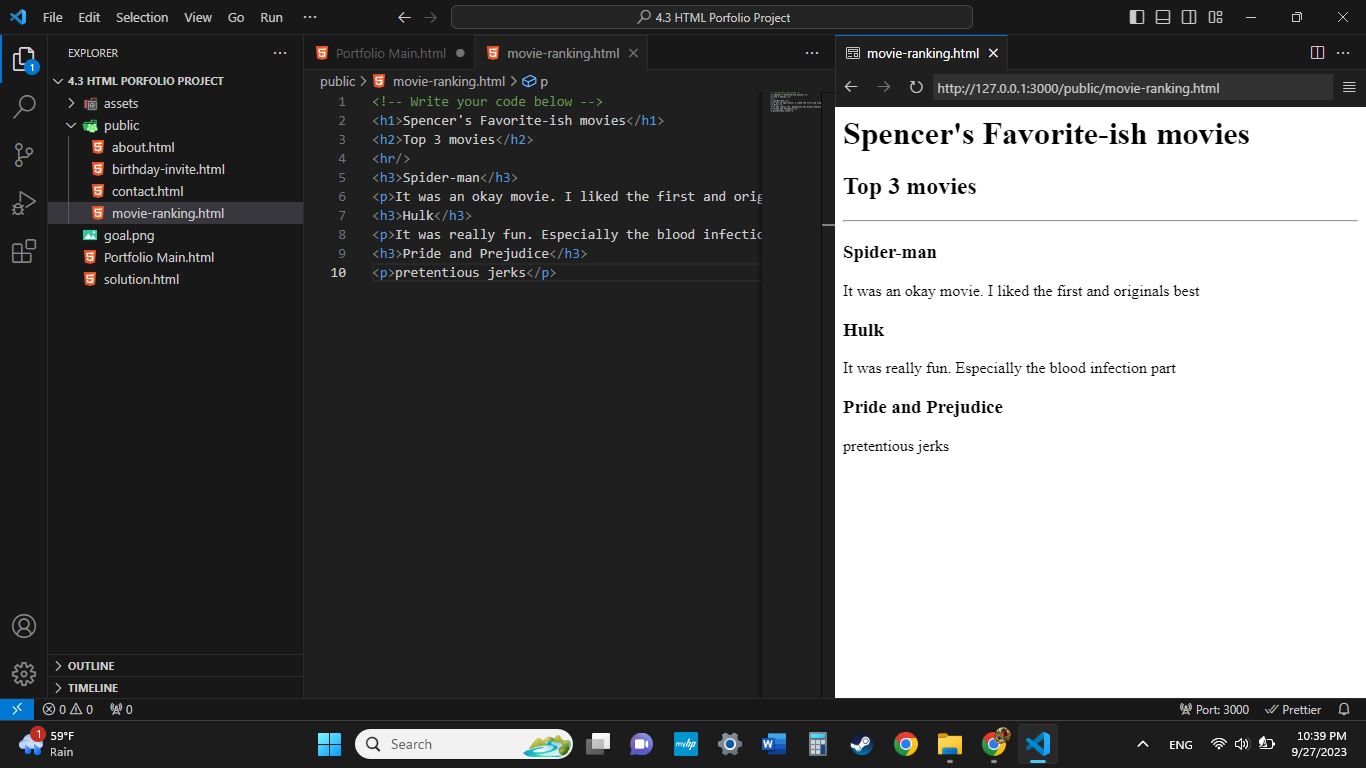 File Edit Selection View Go Run ··· 4.3 HTML Porfolio Project
EXPLORER ···
1
4.3 HTML PORFOLIO PROJECT
assets
public
about.html
birthday-invite.html
contact.html
movie-ranking.html
goal.png
Portfolio Main.html
solution.html
OUTLINE
TIMELINE
Portfolio Main.html movie-ranking.html ···
public > movie-ranking.html > p
1 <!-- Write your code below -->
2 <h1>Spencer's Favorite-ish movies</h1>
3 <h2>Top 3 movies</h2>
4 <hr/>
5 <h3>Spider-man</h3>
6 <p>It was an okay movie. I liked the first and orig
7 <h3>Hulk</h3>
8 <p>It was really fun. Especially the blood infectio
9 <h3>Pride and Prejudice</h3>
10 <p>pretentious jerks</p>
movie-ranking.html ···
http://127.0.0.1:3000/public/movie-ranking.html
Spencer's Favorite-ish movies
Top 3 movies
Spider-man
It was an okay movie. I liked the first and originals best
Hulk
It was really fun. Especially the blood infection part
Pride and Prejudice
pretentious jerks
0 0 0 Port: 3000 Prettier
1
59°F
Rain
Search
myhp
W
ENG
10:39 PM
9/27/2023